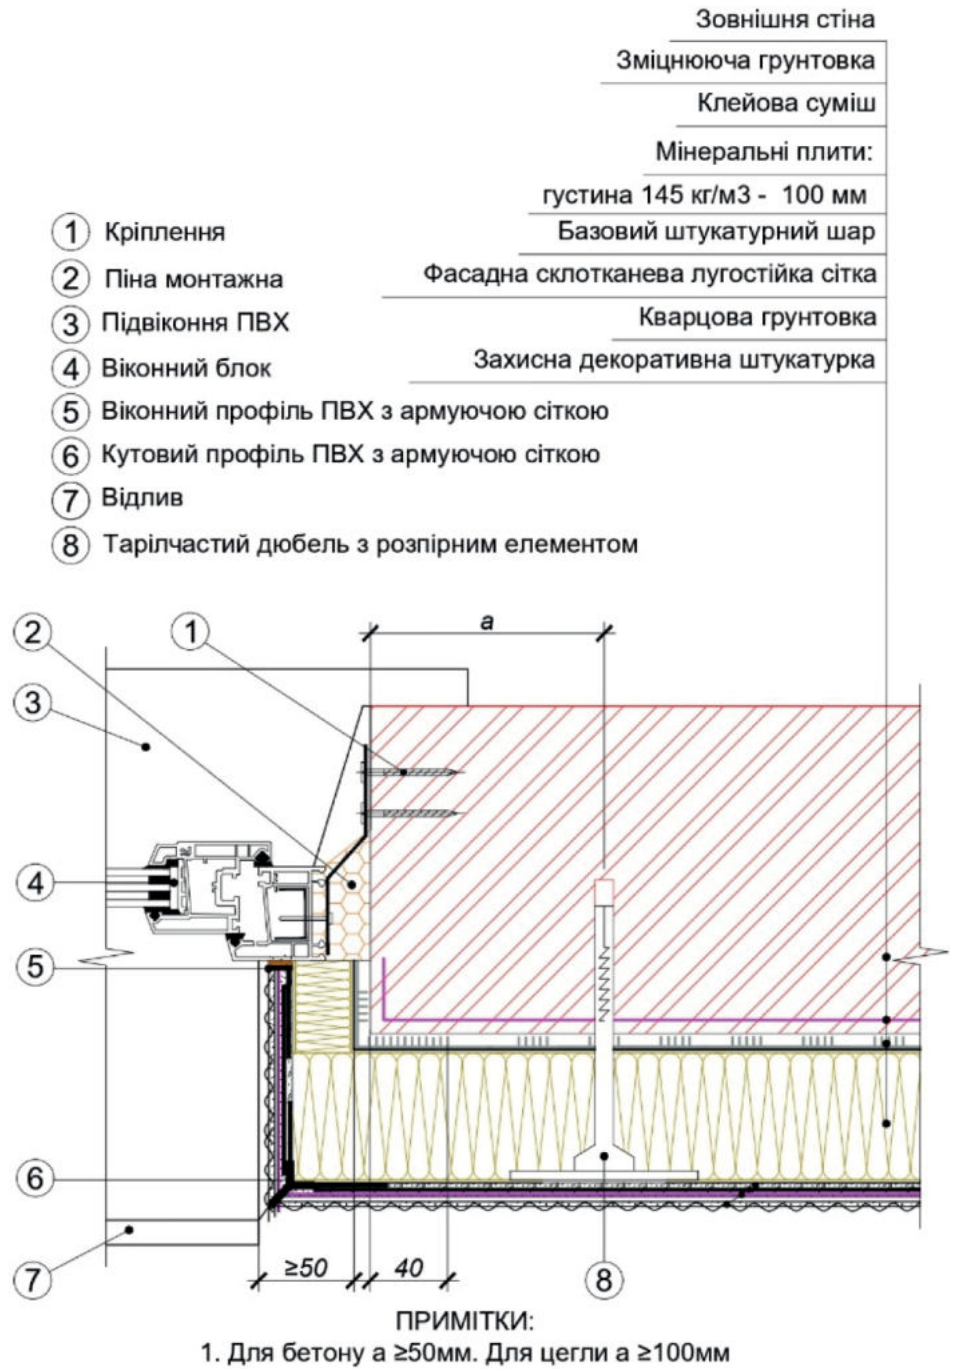 Зовнішня стіна
Зміцнююча грунтовка
Клейова суміш
Мінеральні плити:
густина 145 кг/м3 - 100 мм
Базовий штукатурний шар
Фасадна склотканева лугостійка сітка
Кварцова грунтовка
Захисна декоративна штукатурка
1 Кріплення
2 Піна монтажна
3 Підвіконня ПВХ
4 Віконний блок
5 Віконний профіль ПВХ з армуючою сіткою
6 Кутовий профіль ПВХ з армуючою сіткою
7 Відлив
8 Тарілчастий дюбель з розпірним елементом
2
1
a
3
4
5
6
7
≥50
40
8
ПРИМІТКИ:
1. Для бетону a ≥50мм. Для цегли a ≥100мм